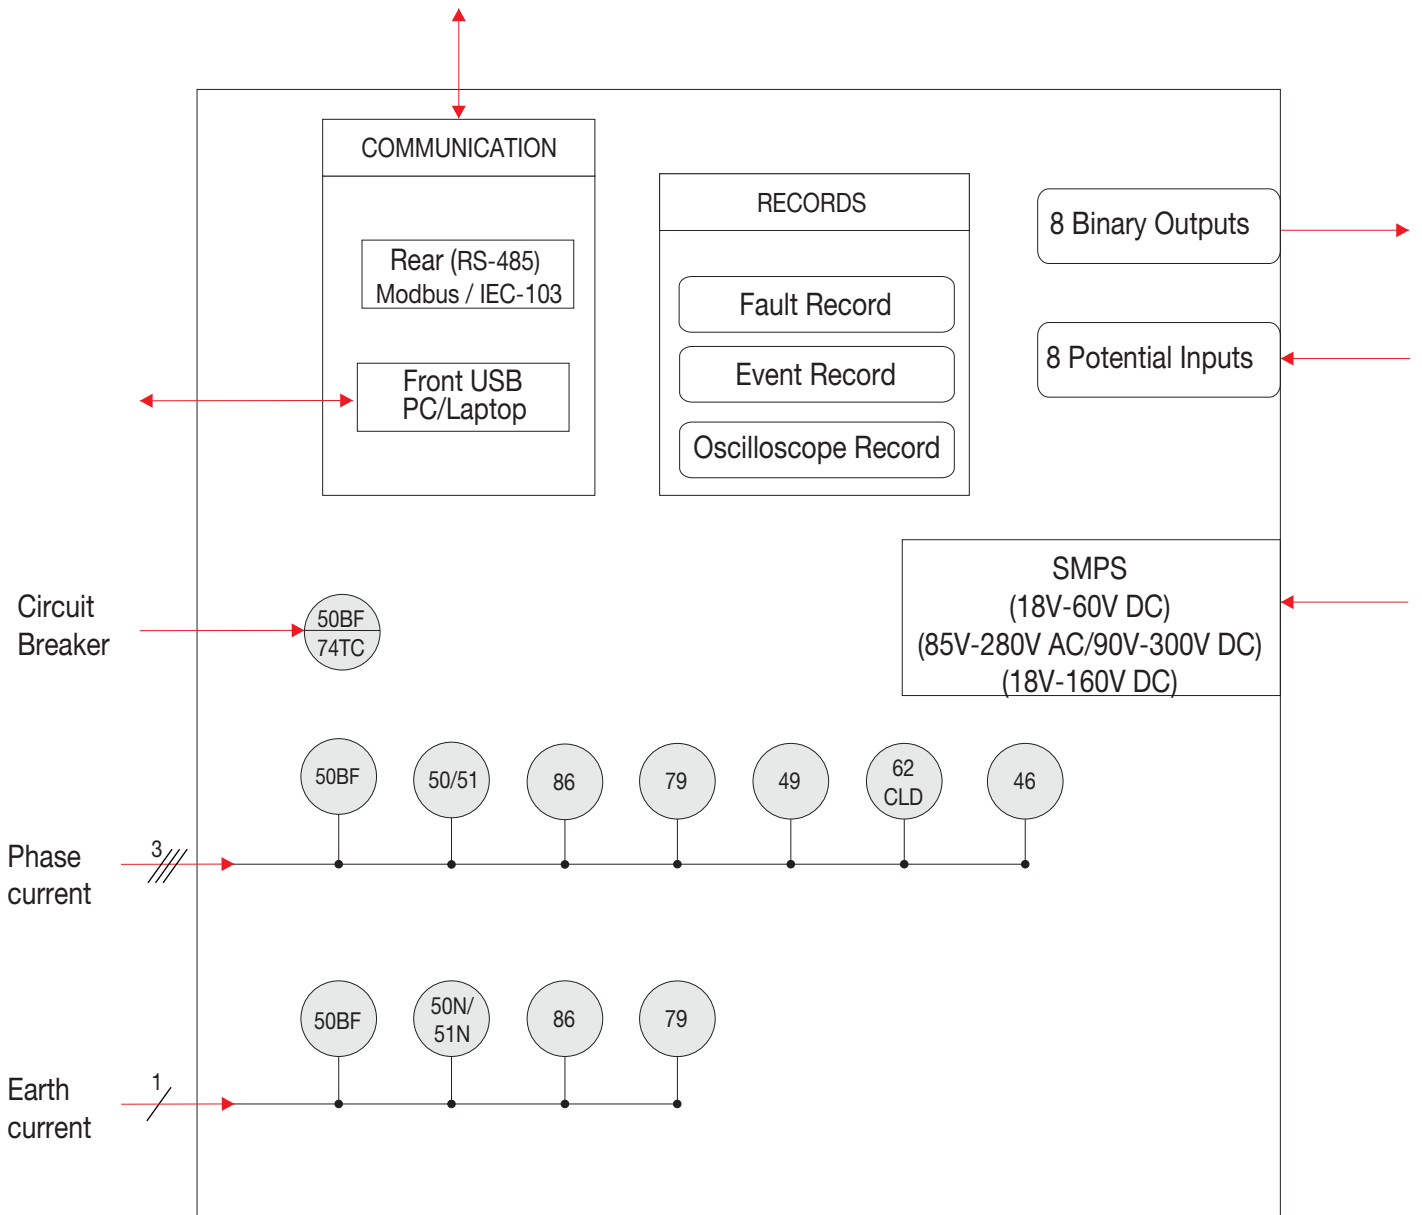 COMMUNICATION
Rear (RS-485)
Modbus / IEC-103
Front USB
PC/Laptop
RECORDS
Fault Record
Event Record
Oscilloscope Record
8 Binary Outputs
8 Potential Inputs
SMPS
(18V-60V DC)
(85V-280V AC/90V-300V DC)
(18V-160V DC)
Circuit
Breaker
50BF
74TC
Phase
current
3
50BF
50/51
86
79
49
62
CLD
46
Earth
current
1
50BF
50N/
51N
86
79